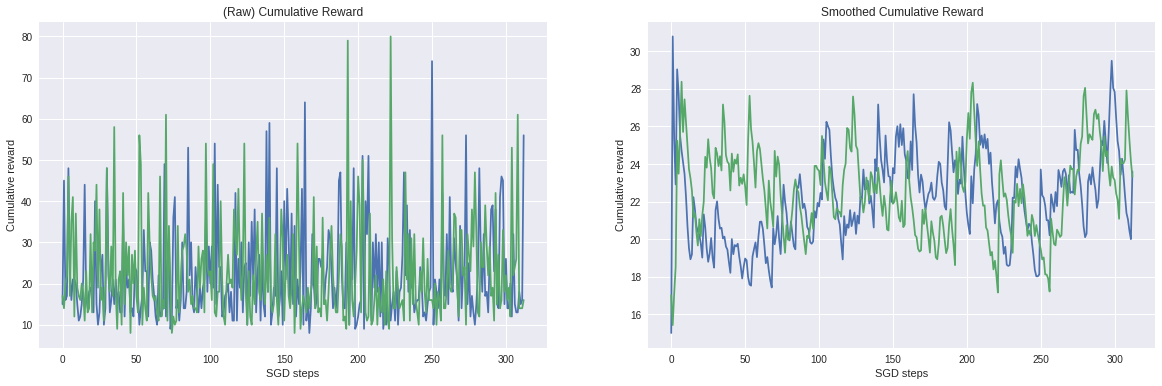 (Raw) Cumulative Reward
80
70
60
50
40
30
20
10
Cumulative reward
0 50 100 150 200 250 300
SGD steps
Smoothed Cumulative Reward
30
28
26
24
22
20
18
16
Cumulative reward
0 50 100 150 200 250 300
SGD steps